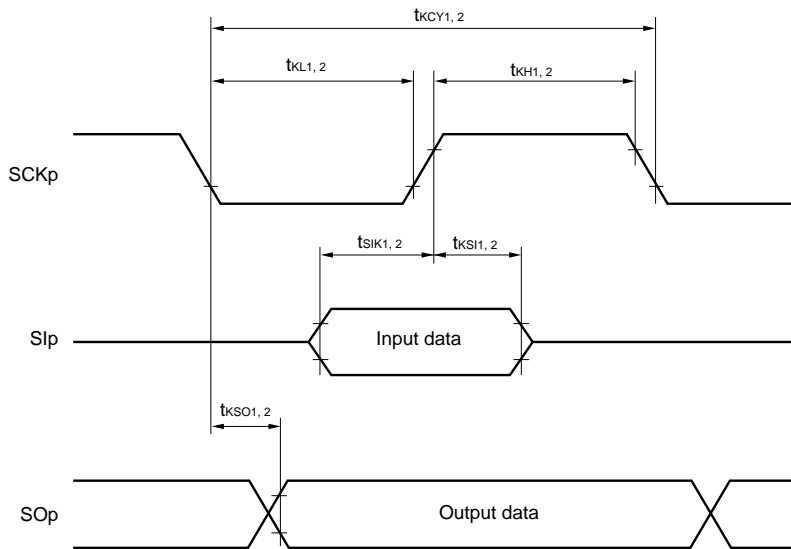 tKCY1, 2
tKL1, 2
tKH1, 2
SCKp
tSIK1, 2
tKSI1, 2
SIp
Input data
tKSO1, 2
SOp
Output data